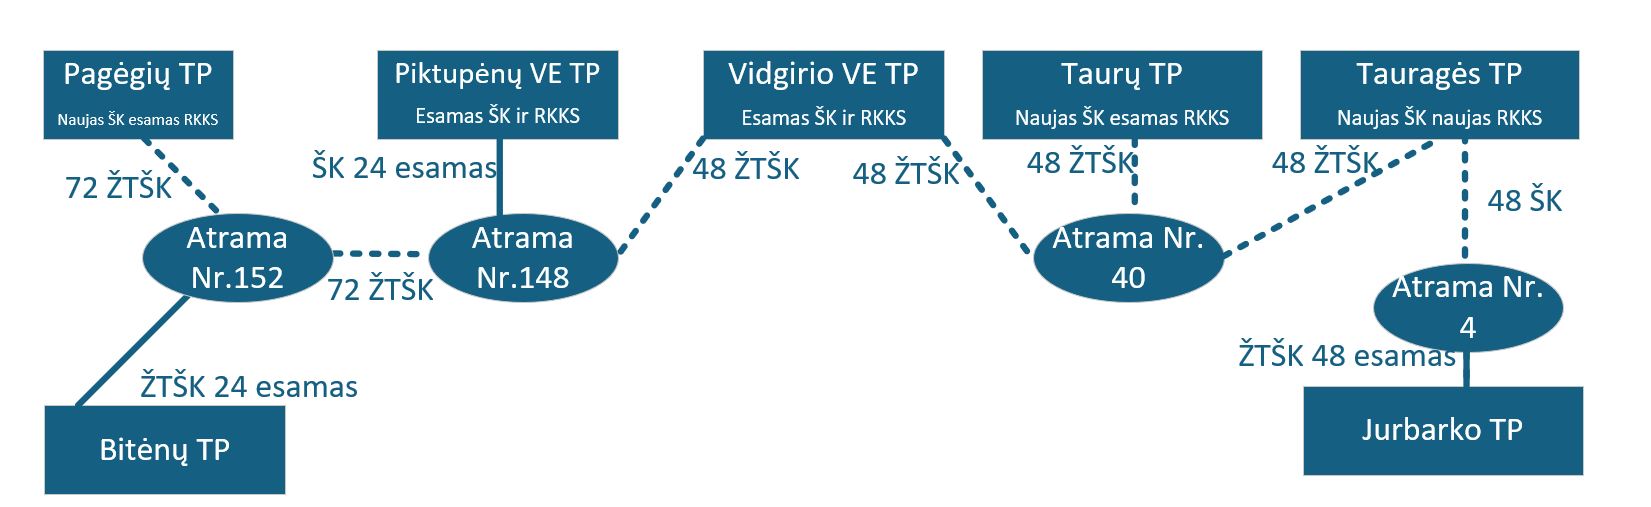 Pagėgių TP
Naujas ŠK esamas RKKS
Piktupėnų VE TP
Esamas ŠK ir RKKS
Vidgirio VE TP
Esamas ŠK ir RKKS
Taurų TP
Naujas ŠK esamas RKKS
Tauragės TP
Naujas ŠK naujas RKKS
72 ŽTŠK
ŠK 24 esamas
48 ŽTŠK
48 ŽTŠK
48 ŽTŠK
48 ŽTŠK
48 ŠK
Atrama
Nr.152
72 ŽTŠK
Atrama
Nr.148
Atrama Nr.
40
Atrama Nr.
4
ŽTŠK 24 esamas
ŽTŠK 48 esamas
Bitėnų TP
Jurbarko TP